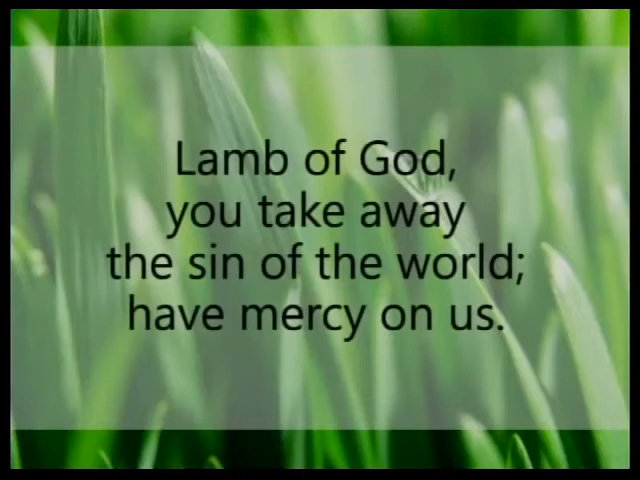 Lamb of God,
you take away
the sin of the world;
have mercy on us.